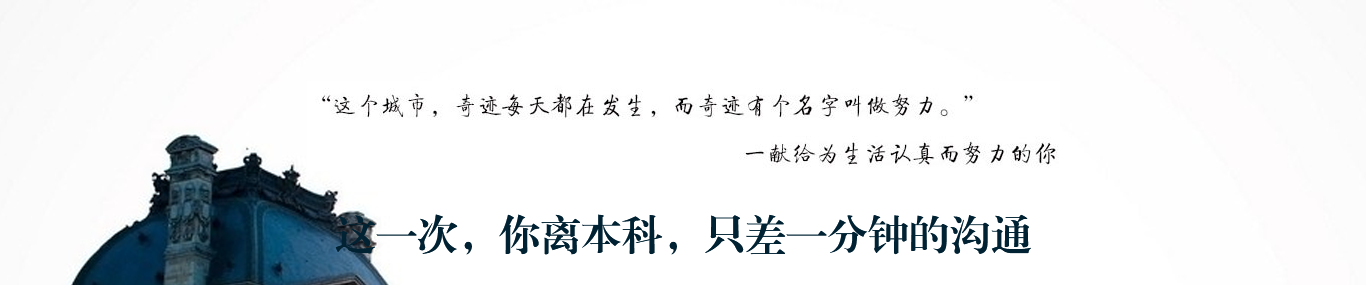 “这个城市，奇迹每天都在发生，而奇迹有个名字叫做努力。”
一献给为生活认真而努力的你
这一次，你离本科，只差一分钟的沟通